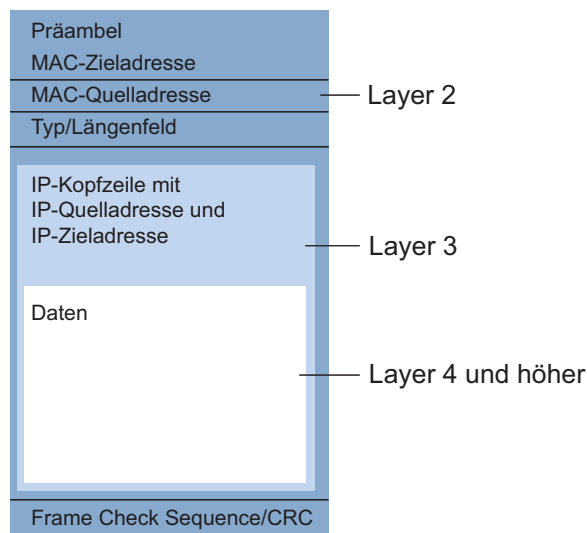 Präambel
MAC-Zieladresse
MAC-Quelladresse
Layer 2
Typ/Längenfeld
IP-Kopfzeile mit
IP-Quelladresse und
IP-Zieladresse
Layer 3
Daten
Layer 4 und höher
Frame Check Sequence/CRC